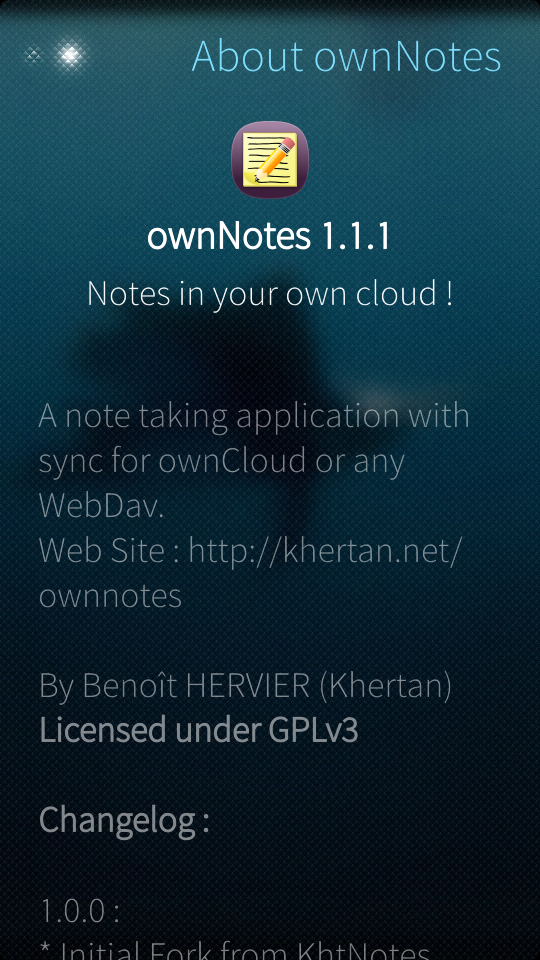 About ownNotes
ownNotes 1.1.1
Notes in your own cloud !
A note taking application with
sync for ownCloud or any
WebDav.
Web Site : http://khertan.net/
ownnotes
By Benoît HERVIER (Khertan)
Licensed under GPLv3
Changelog :
1.0.0 :
* Initial Fork from KhtNotes